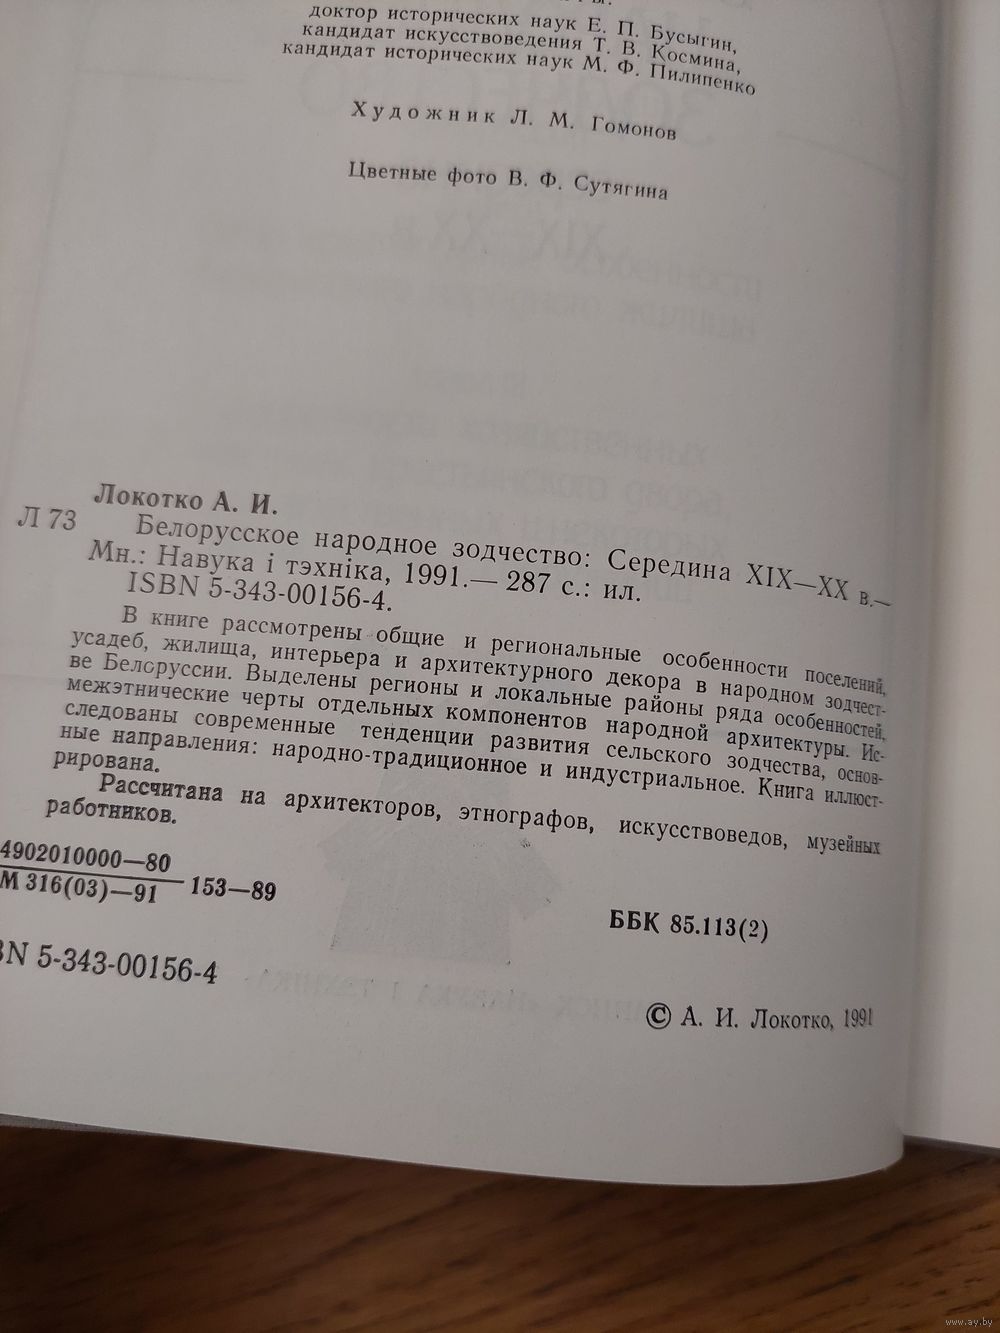 доктор исторических наук Е. П. Бусыгин,
кандидат искусствоведения Т. В. Космина,
кандидат исторических наук М. Ф. Пилипенко
Художник Л. М. Гомонов
Цветные фото В. Ф. Сутягина
Локотко А. И.
Л 73 Белорусское народное зодчество: Середина XIX—XX в.—
Мн.: Навука і тэхніка, 1991.— 287 с.: ил.
ISBN 5-343-00156-4.
В книге рассмотрены общие и региональные особенности поселений,
усадеб, жилища, интерьера и архитектурного декора в народном зодчест-
ве Белоруссии. Выделены регионы и локальные районы ряда особенностей,
межэтнические черты отдельных компонентов народной архитектуры. Ис-
следованы современные тенденции развития сельского зодчества, основ-
ные направления: народно-традиционное и индустриальное. Книга иллюст-
рирована.
Рассчитана на архитекторов, этнографов, искусствоведов, музейных
работников.
4902010000—80
М 316(03)—91 153—89
ББК 85.113(2)
BN 5-343-00156-4
© А. И. Локотко, 1991
www.ay.by